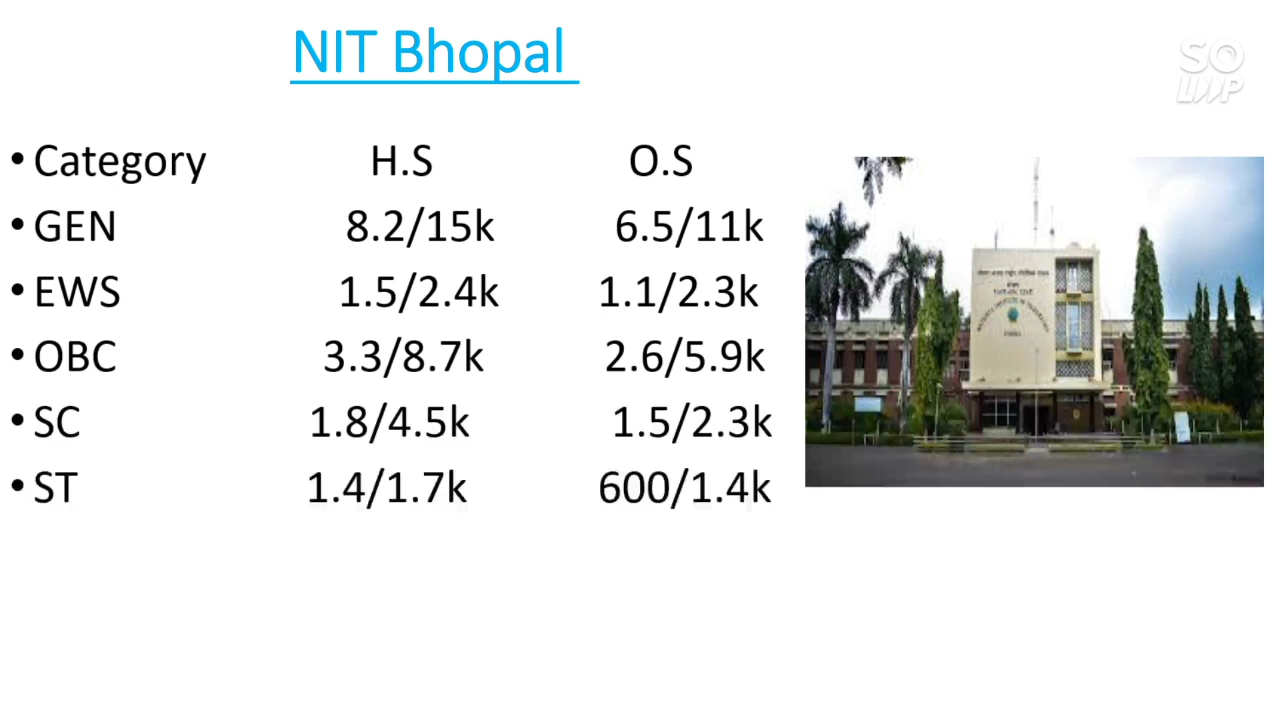 NIT Bhopal
SO
LOOP
• Category H.S O.S
• GEN 8.2/15k 6.5/11k
• EWS 1.5/2.4k 1.1/2.3k
• OBC 3.3/8.7k 2.6/5.9k
• SC 1.8/4.5k 1.5/2.3k
• ST 1.4/1.7k 600/1.4k